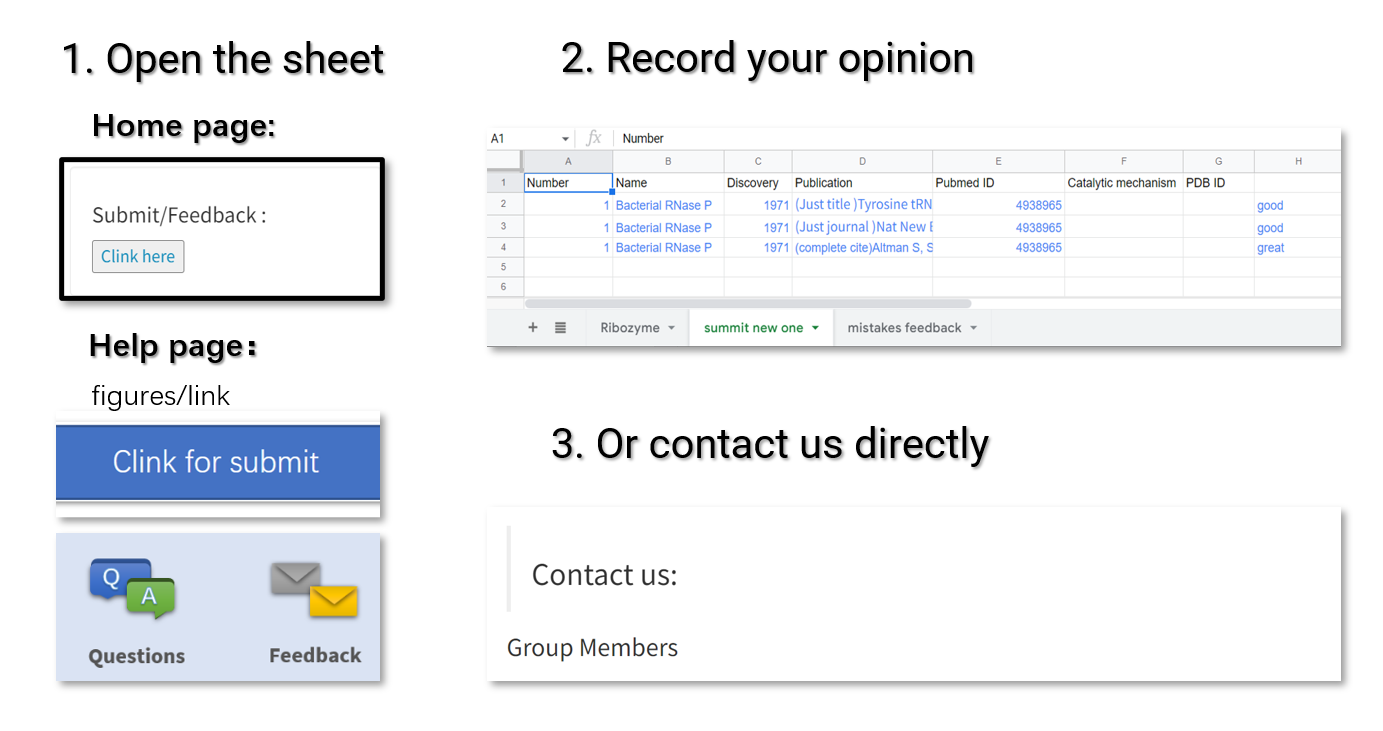 1. Open the sheet
Home page:
Submit/Feedback :
Clink here
Help page:
figures/link
Clink for submit
Q
A
Questions
Feedback
2. Record your opinion
A1 fx Number
A B C D E F G H
1 Number Name Discovery Publication Pubmed ID Catalytic mechanism PDB ID
2 1 Bacterial RNase P 1971 (Just title )Tyrosine tRN 4938965 good
3 1 Bacterial RNase P 1971 (Just journal )Nat New E 4938965 good
4 1 Bacterial RNase P 1971 (complete cite)Altman S, S 4938965 great
5
6
+ Ribozyme summit new one mistakes feedback
3. Or contact us directly
Contact us:
Group Members